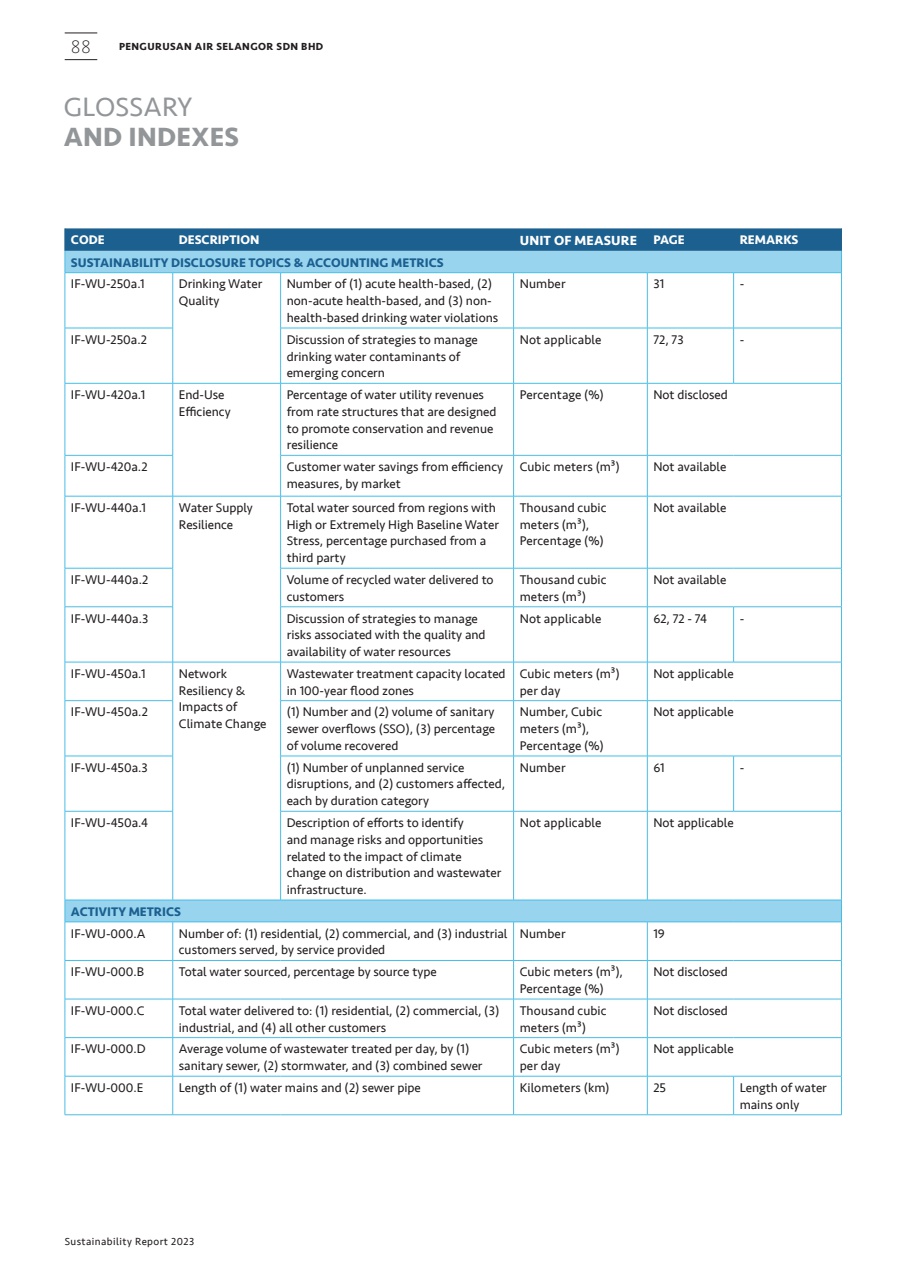 88
PENGURUSAN AIR SELANGOR SDN BHD
GLOSSARY
AND INDEXES
CODE DESCRIPTION UNIT OF MEASURE PAGE REMARKS
SUSTAINABILITY DISCLOSURE TOPICS & ACCOUNTING METRICS
IF-WU-250a.1 Drinking Water Number of (1) acute health-based, (2) Number 31 -
Quality non-acute health-based, and (3) non-
health-based drinking water violations
IF-WU-250a.2 Discussion of strategies to manage Not applicable 72, 73 -
drinking water contaminants of
emerging concern
IF-WU-420a.1 End-Use Percentage of water utility revenues Percentage (%) Not disclosed
Efficiency from rate structures that are designed
to promote conservation and revenue
resilience
IF-WU-420a.2 Customer water savings from efficiency Cubic meters (m³) Not available
measures, by market
IF-WU-440a.1 Water Supply Total water sourced from regions with Thousand cubic Not available
Resilience High or Extremely High Baseline Water meters (m³),
Stress, percentage purchased from a Percentage (%)
third party
IF-WU-440a.2 Volume of recycled water delivered to Thousand cubic Not available
customers meters (m³)
IF-WU-440a.3 Discussion of strategies to manage Not applicable 62, 72 - 74 -
risks associated with the quality and
availability of water resources
IF-WU-450a.1 Network Wastewater treatment capacity located Cubic meters (m³) Not applicable
Resiliency & in 100-year flood zones per day
Impacts of
Climate Change
IF-WU-450a.2 (1) Number and (2) volume of sanitary Number, Cubic Not applicable
sewer overflows (SSO), (3) percentage meters (m³),
of volume recovered Percentage (%)
IF-WU-450a.3 (1) Number of unplanned service Number 61 -
disruptions, and (2) customers affected,
each by duration category
IF-WU-450a.4 Description of efforts to identify Not applicable Not applicable
and manage risks and opportunities
related to the impact of climate
change on distribution and wastewater
infrastructure.
ACTIVITY METRICS
IF-WU-000.A Number of: (1) residential, (2) commercial, and (3) industrial Number 19
customers served, by service provided
IF-WU-000.B Total water sourced, percentage by source type Cubic meters (m³), Not disclosed
Percentage (%)
IF-WU-000.C Total water delivered to: (1) residential, (2) commercial, (3) Thousand cubic Not disclosed
industrial, and (4) all other customers meters (m³)
IF-WU-000.D Average volume of wastewater treated per day, by (1) Cubic meters (m³) Not applicable
sanitary sewer, (2) stormwater, and (3) combined sewer per day
IF-WU-000.E Length of (1) water mains and (2) sewer pipe Kilometers (km) 25 Length of water
mains only
Sustainability Report 2023